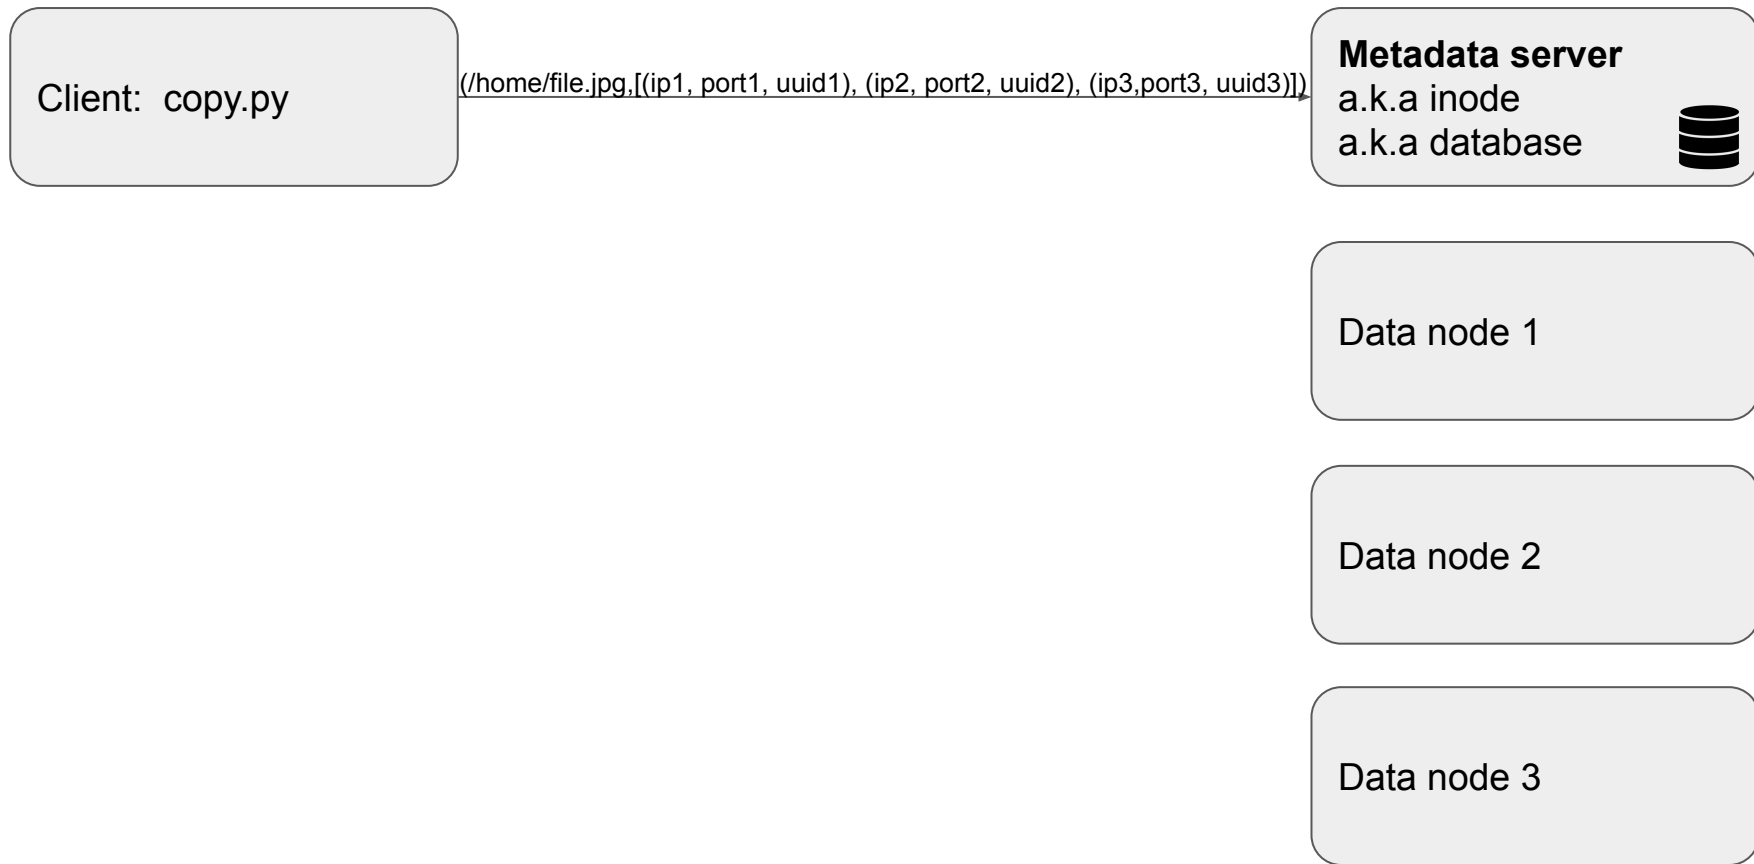 Client:  copy.py
(/home/file.jpg,[(ip1, port1, uuid1), (ip2, port2, uuid2), (ip3,port3, uuid3)])
Metadata server
a.k.a inode
a.k.a database
Data node 1
Data node 2
Data node 3